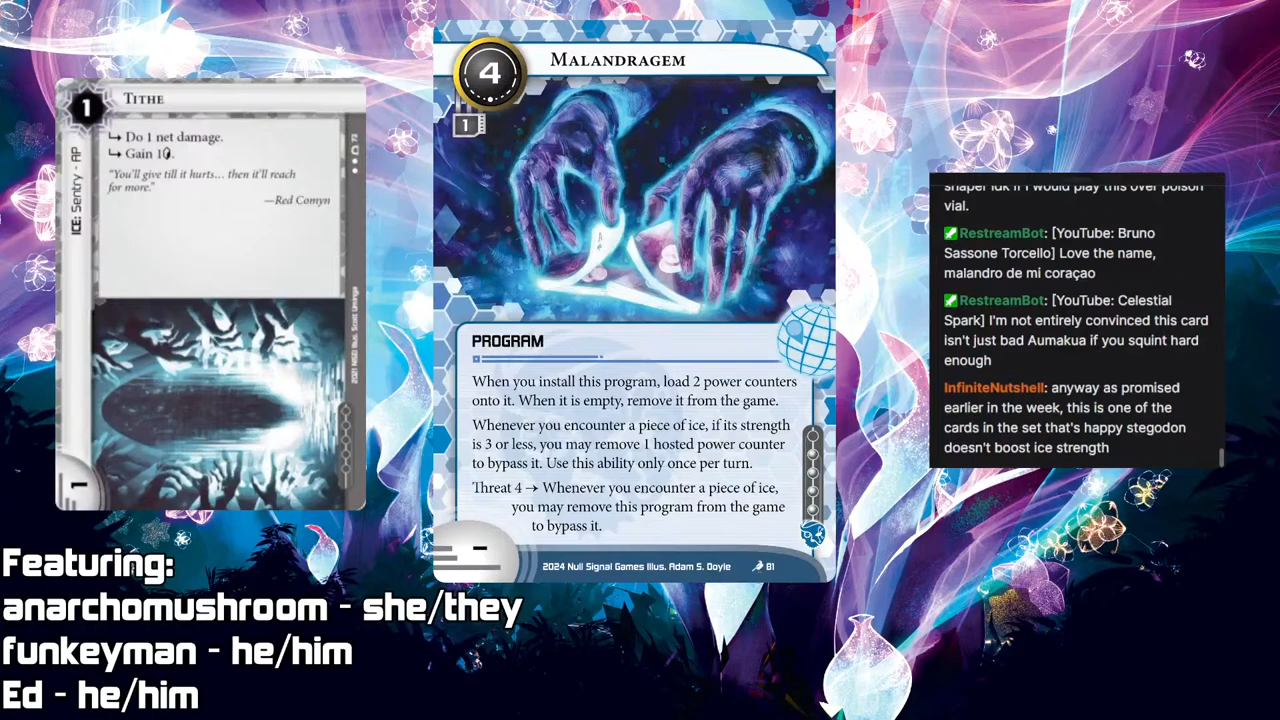 1
TITHE
↳ Do 1 net damage.
↳ Gain 1
"You'll give till it hurts… then it'll reach
for more."
—Red Comyn
ICE: Sentry - AP
73
2021 NSG Illus. Scott Uminga
1
4
MALANDRAGEM
1
PROGRAM
When you install this program, load 2 power counters
onto it. When it is empty, remove it from the game.
Whenever you encounter a piece of ice, if its strength
is 3 or less, you may remove 1 hosted power counter
to bypass it. Use this ability only once per turn.
Threat 4 → Whenever you encounter a piece of ice,
you may remove this program from the game
to bypass it.
-
2024 Null Signal Games Illus. Adam S. Doyle
81
shaper idk if I would play this over poison
vial.
RestreamBot: [YouTube: Bruno
Sassone Torcello] Love the name,
malandro de mi coraçao
RestreamBot: [YouTube: Celestial
Spark] I'm not entirely convinced this card
isn't just bad Aumakua if you squint hard
enough
InfiniteNutshell: anyway as promised
earlier in the week, this is one of the
cards in the set that's happy stegodon
doesn't boost ice strength
Featuring:
anarchomushroom - she/they
funkeyman - he/him
Ed - he/him